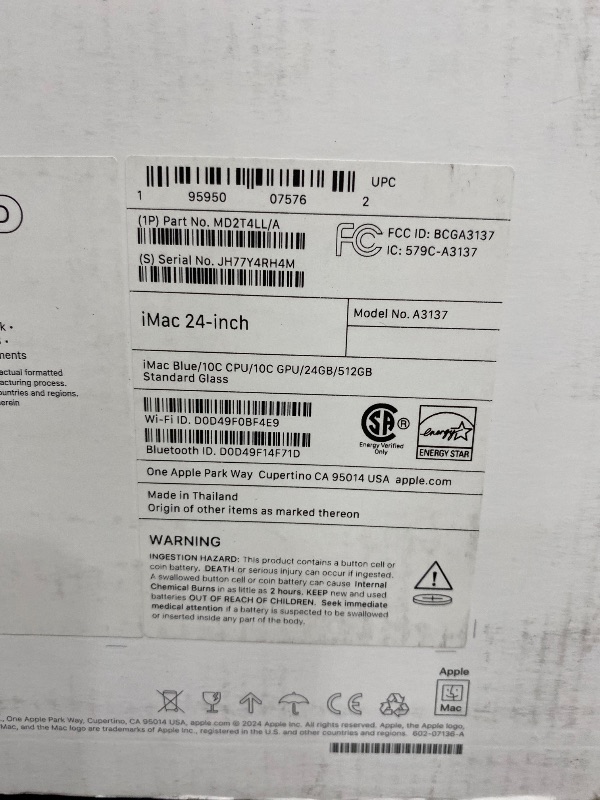 UPC
1 95950 07576 2
(1P) Part No. MD2T4LL/A
FCC ID: BCGA3137
IC: 579C-A3137
(S) Serial No. JH77Y4RH4M
iMac 24-inch
Model No. A3137
iMac Blue/10C CPU/10C GPU/24GB/512GB
Standard Glass
Wi-Fi ID. D0D49F0BF4E9
Bluetooth ID. D0D49F14F71D
SA ®
Energy Verified
Only
energy
ENERGY STAR
One Apple Park Way Cupertino CA 95014 USA apple.com
Made in Thailand
Origin of other items as marked thereon
WARNING
INGESTION HAZARD: This product contains a button cell or
coin battery. DEATH or serious injury can occur if ingested.
A swallowed button cell or coin battery can cause Internal
Chemical Burns in as little as 2 hours. KEEP new and used
batteries OUT OF REACH OF CHILDREN. Seek immediate
medical attention if a battery is suspected to be swallowed
or inserted inside any part of the body.
actual formatted
acturing process.
ountries and regions.
erein
CE
Apple
Mac
One Apple Park Way, Cupertino, CA 95014 USA, apple.com © 2024 Apple Inc. All rights reserved. Apple, the Apple logo,
Mac, and the Mac logo are trademarks of Apple Inc., registered in the U.S. and other countries and regions. 602-07136-A